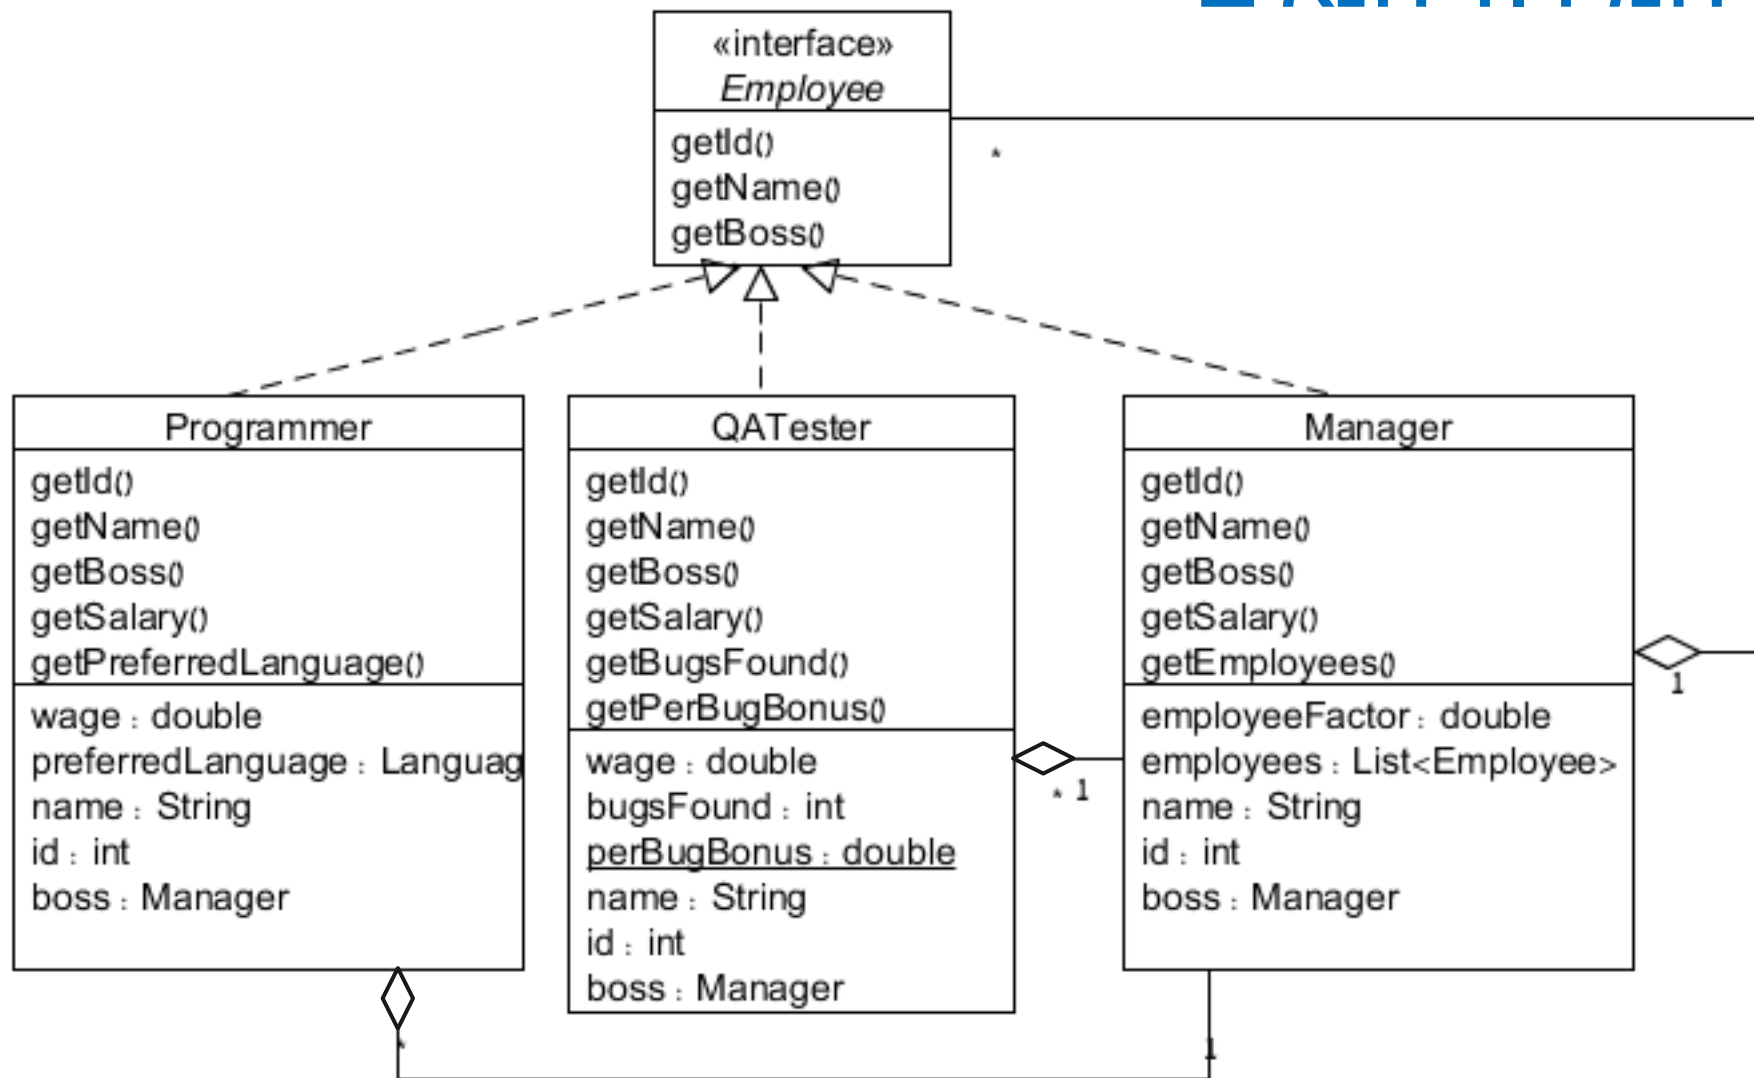 «interface»
Employee
getId()
getName()
getBoss()
*
Programmer
getId()
getName()
getBoss()
getSalary()
getPreferredLanguage()
wage : double
preferredLanguage : Languag
name : String
id : int
boss : Manager
*
QATester
getId()
getName()
getBoss()
getSalary()
getBugsFound()
getPerBugBonus()
wage : double
bugsFound : int
perBugBonus : double
name : String
id : int
boss : Manager
* 1
Manager
getId()
getName()
getBoss()
getSalary()
getEmployees()
employeeFactor : double
employees : List<Employee>
name : String
id : int
boss : Manager
1
1